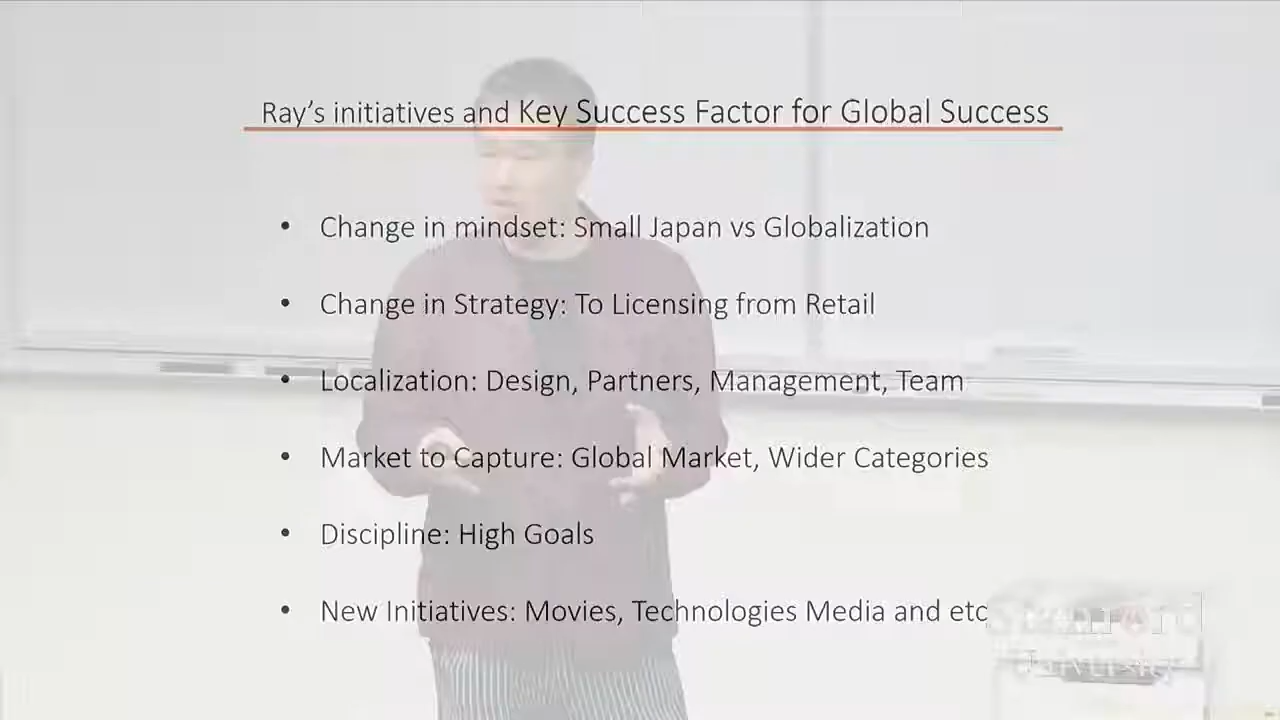 Ray's initiatives and Key Success Factor for Global Success
• Change in mindset: Small Japan vs Globalization
• Change in Strategy: To Licensing from Retail
• Localization: Design, Partners, Management, Team
• Market to Capture: Global Market, Wider Categories
• Discipline: High Goals
• New Initiatives: Movies, Technologies Media and etc
Stanford
University